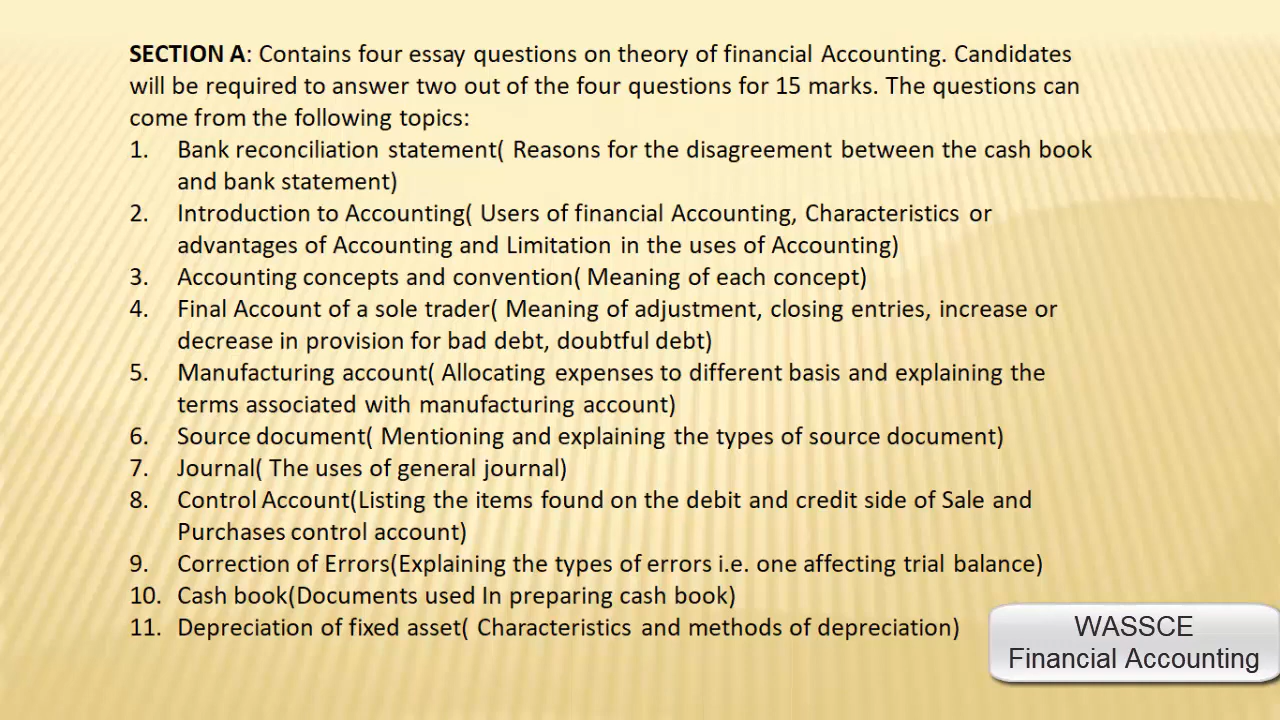 SECTION A: Contains four essay questions on theory of financial Accounting. Candidates
will be required to answer two out of the four questions for 15 marks. The questions can
come from the following topics:
1. Bank reconciliation statement( Reasons for the disagreement between the cash book
and bank statement)
2. Introduction to Accounting( Users of financial Accounting, Characteristics or
advantages of Accounting and Limitation in the uses of Accounting)
3. Accounting concepts and convention( Meaning of each concept)
4. Final Account of a sole trader( Meaning of adjustment, closing entries, increase or
decrease in provision for bad debt, doubtful debt)
5. Manufacturing account( Allocating expenses to different basis and explaining the
terms associated with manufacturing account)
6. Source document( Mentioning and explaining the types of source document)
7. Journal( The uses of general journal)
8. Control Account(Listing the items found on the debit and credit side of Sale and
Purchases control account)
9. Correction of Errors(Explaining the types of errors i.e. one affecting trial balance)
10. Cash book(Documents used In preparing cash book)
11. Depreciation of fixed asset( Characteristics and methods of depreciation)
WASSCE
Financial Accounting